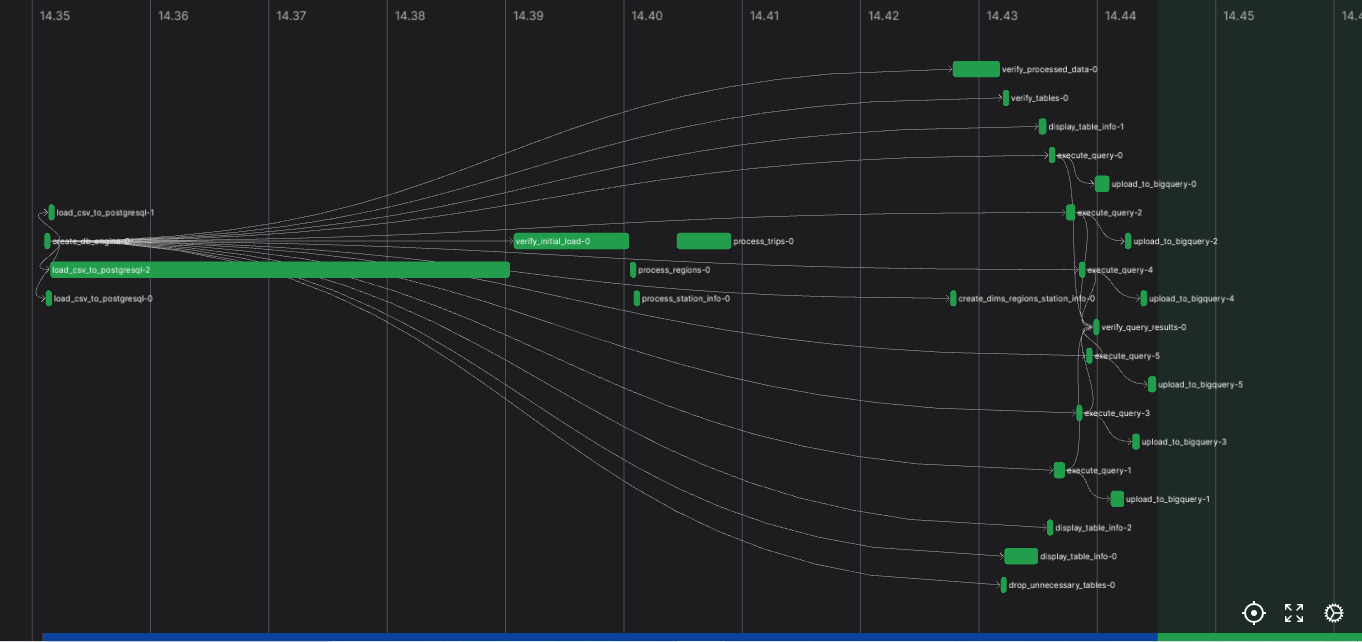 14.35 14.36 14.37 14.38 14.39 14.40 14.41 14.42 14.43 14.44 14.45 14.4
verify_processed_data-0
verify_tables-0
display_table_info-1
execute_query-0
upload_to_bigquery-0
load_csv_to_postgresql-1 execute_query-2
create_db_engine-0 verify_initial_load-0 process_trips-0 upload_to_bigquery-2
load_csv_to_postgresql-2 process_regions-0 execute_query-4
load_csv_to_postgresql-0 process_station_info-0 create_dims_regions_station_info-0 upload_to_bigquery-4
verify_query_results-0
execute_query-5
upload_to_bigquery-5
execute_query-3
upload_to_bigquery-3
execute_query-1
upload_to_bigquery-1
display_table_info-2
display_table_info-0
drop_unnecessary_tables-0